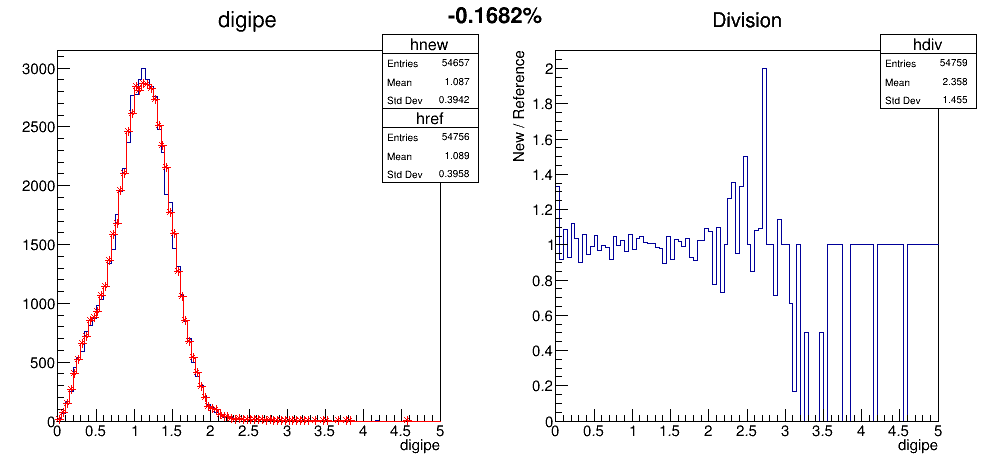 digipe
-0.1682%
Division
hnew
Entries 54657
Mean 1.087
Std Dev 0.3942
href
Entries 54756
Mean 1.089
Std Dev 0.3958
3000
2500
2000
1500
1000
500
0
0 0.5 1 1.5 2 2.5 3 3.5 4 4.5 5
digipe
hdiv
Entries 54759
Mean 2.358
Std Dev 1.455
New / Reference
2
1.8
1.6
1.4
1.2
1
0.8
0.6
0.4
0.2
0
0 0.5 1 1.5 2 2.5 3 3.5 4 4.5 5
digipe